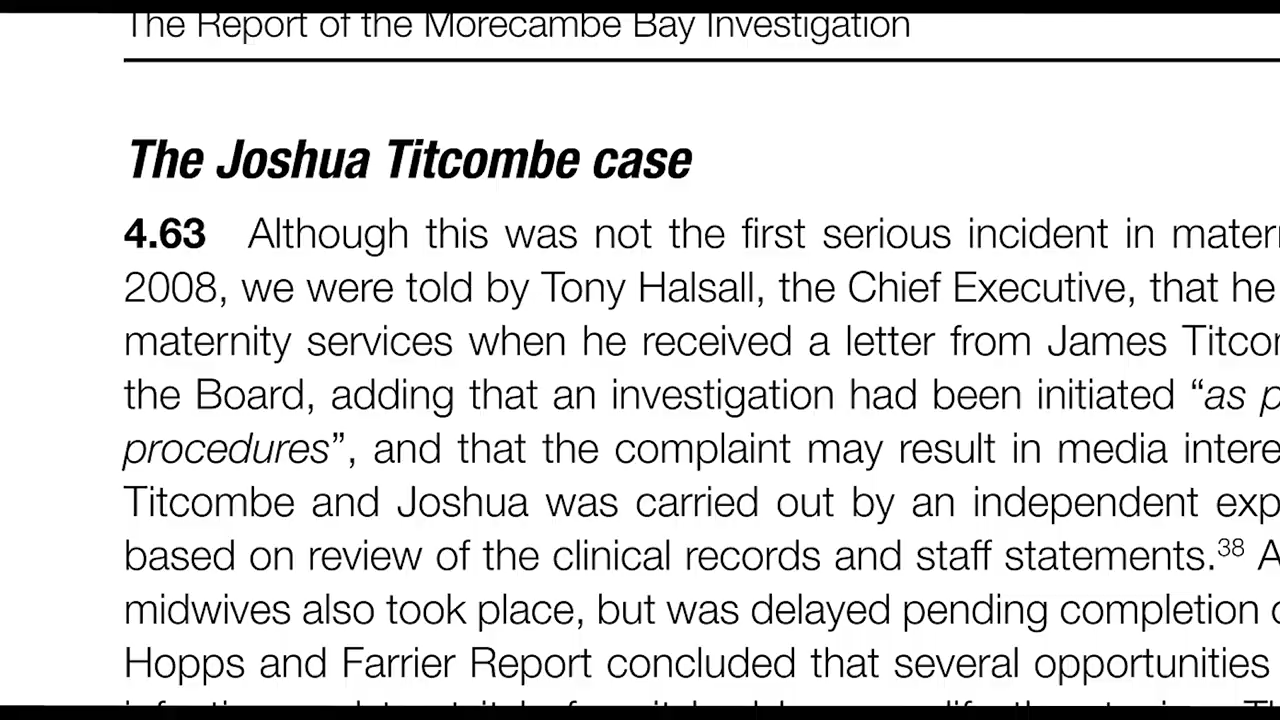 The Report of the Morecambe Bay Investigation
The Joshua Titcombe case
4.63 Although this was not the first serious incident in
2008, we were told by Tony Halsall, the Chief Executive, that he
maternity services when he received a letter from James
the Board, adding that an investigation had been initiated “as
procedures”, and that the complaint may result in media
Titcombe and Joshua was carried out by an independent
based on review of the clinical records and staff statements.38
midwives also took place, but was delayed pending completion
Hopps and Farrier Report concluded that several opportunities